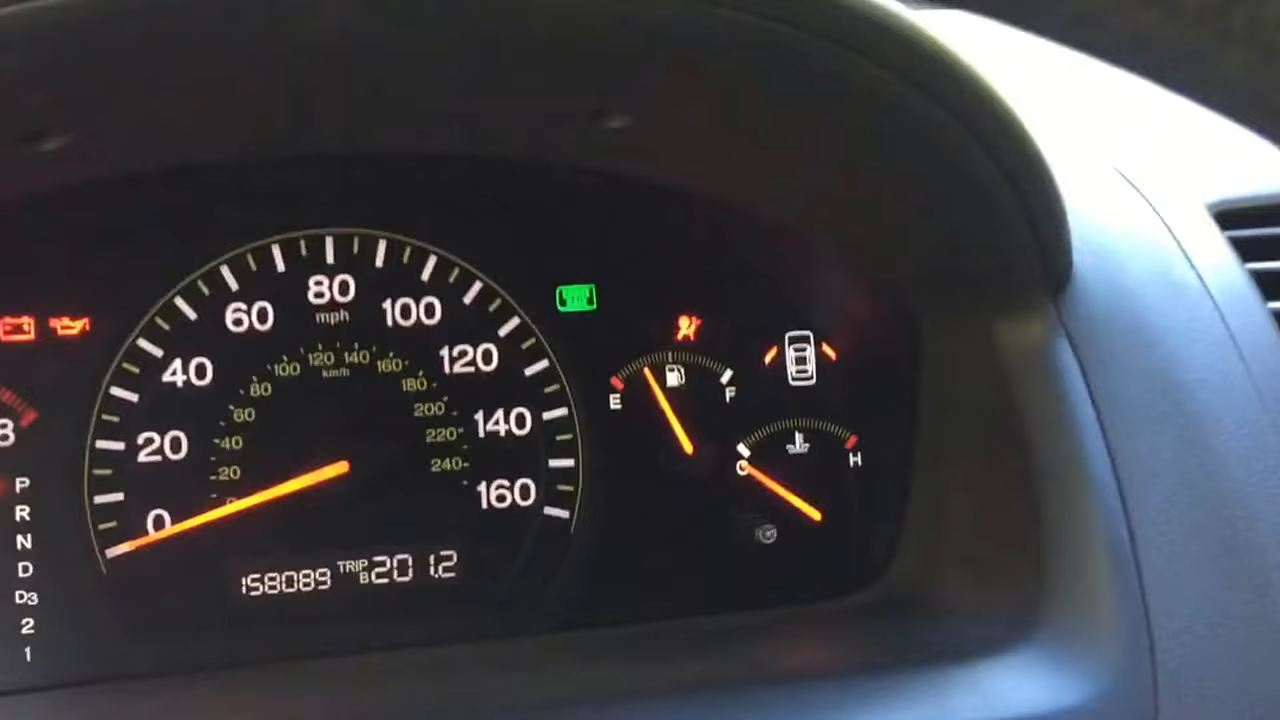 80
60 100
mph
100 120 140 160
km/h
40 120
80 180
60 200
20 140
40 220
20 240
0 160
E F
C H
8
P
R
N
D
D3
2
1
158089 TRIP B 201.2